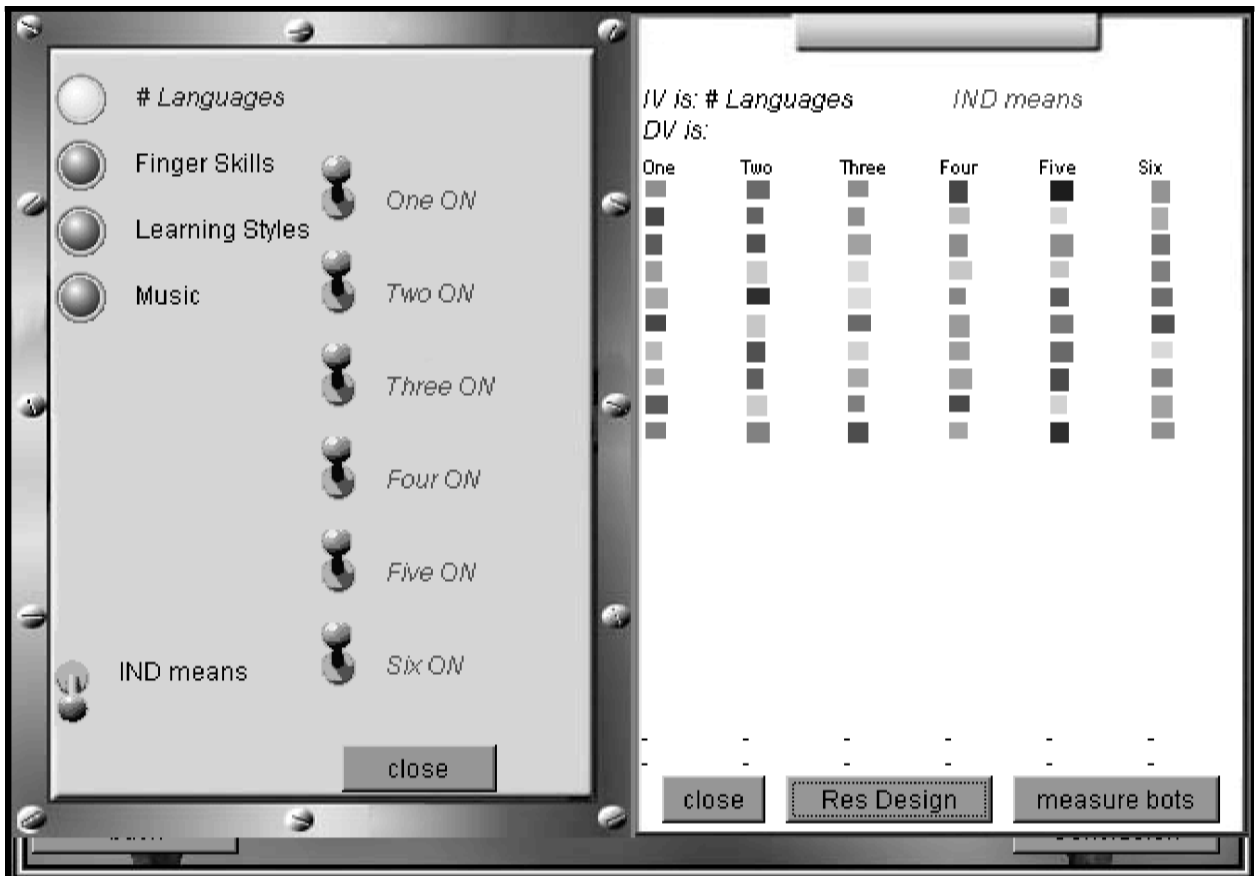 # Languages
Finger Skills
Learning Styles
Music
One ON
Two ON
Three ON
Four ON
Five ON
Six ON
IND means
close
IV is: # Languages IND means
DV is:
One Two Three Four Five Six
- - - - - -
- - - - - -
close Res Design measure bots